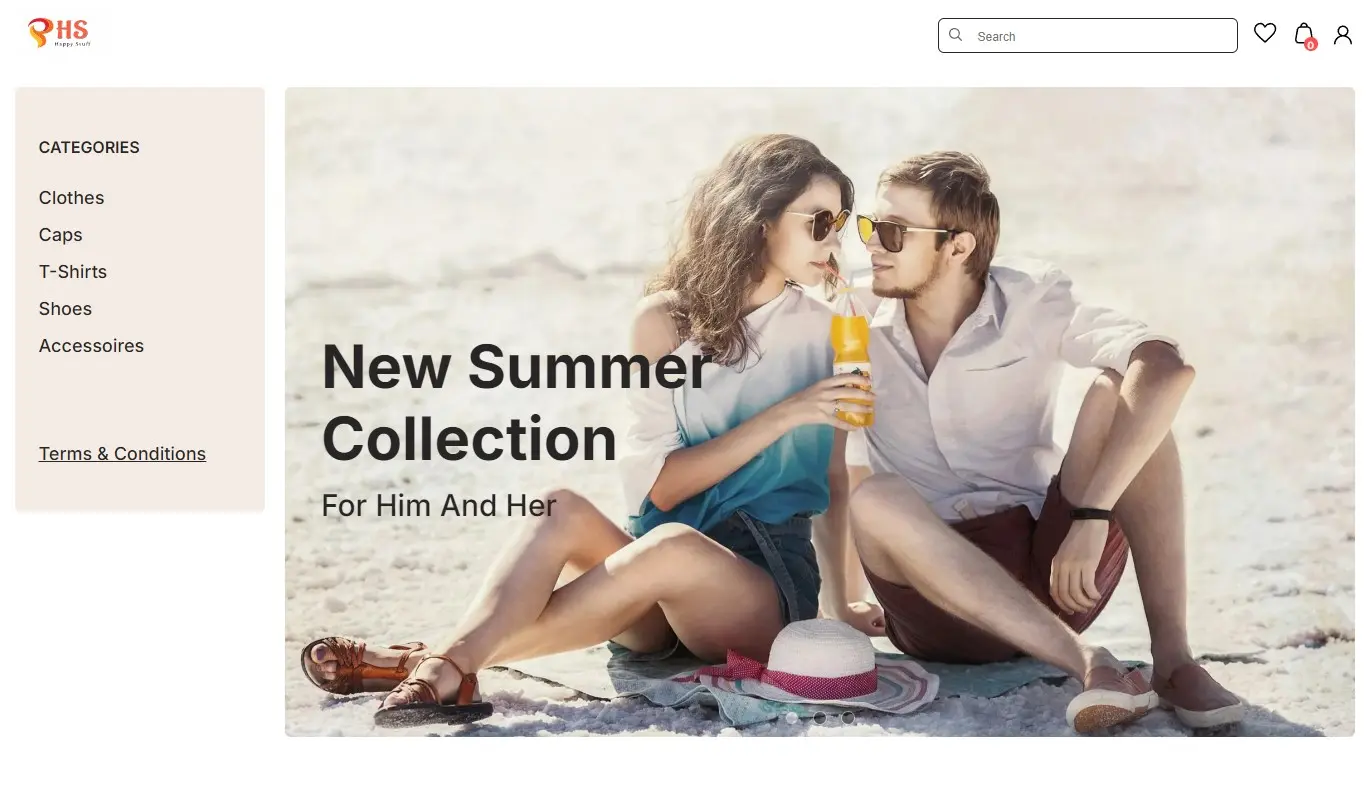 HS
Happy Stuff
Search
0
CATEGORIES
Clothes
Caps
T-Shirts
Shoes
Accessoires
Terms & Conditions
New Summer
Collection
For Him And Her